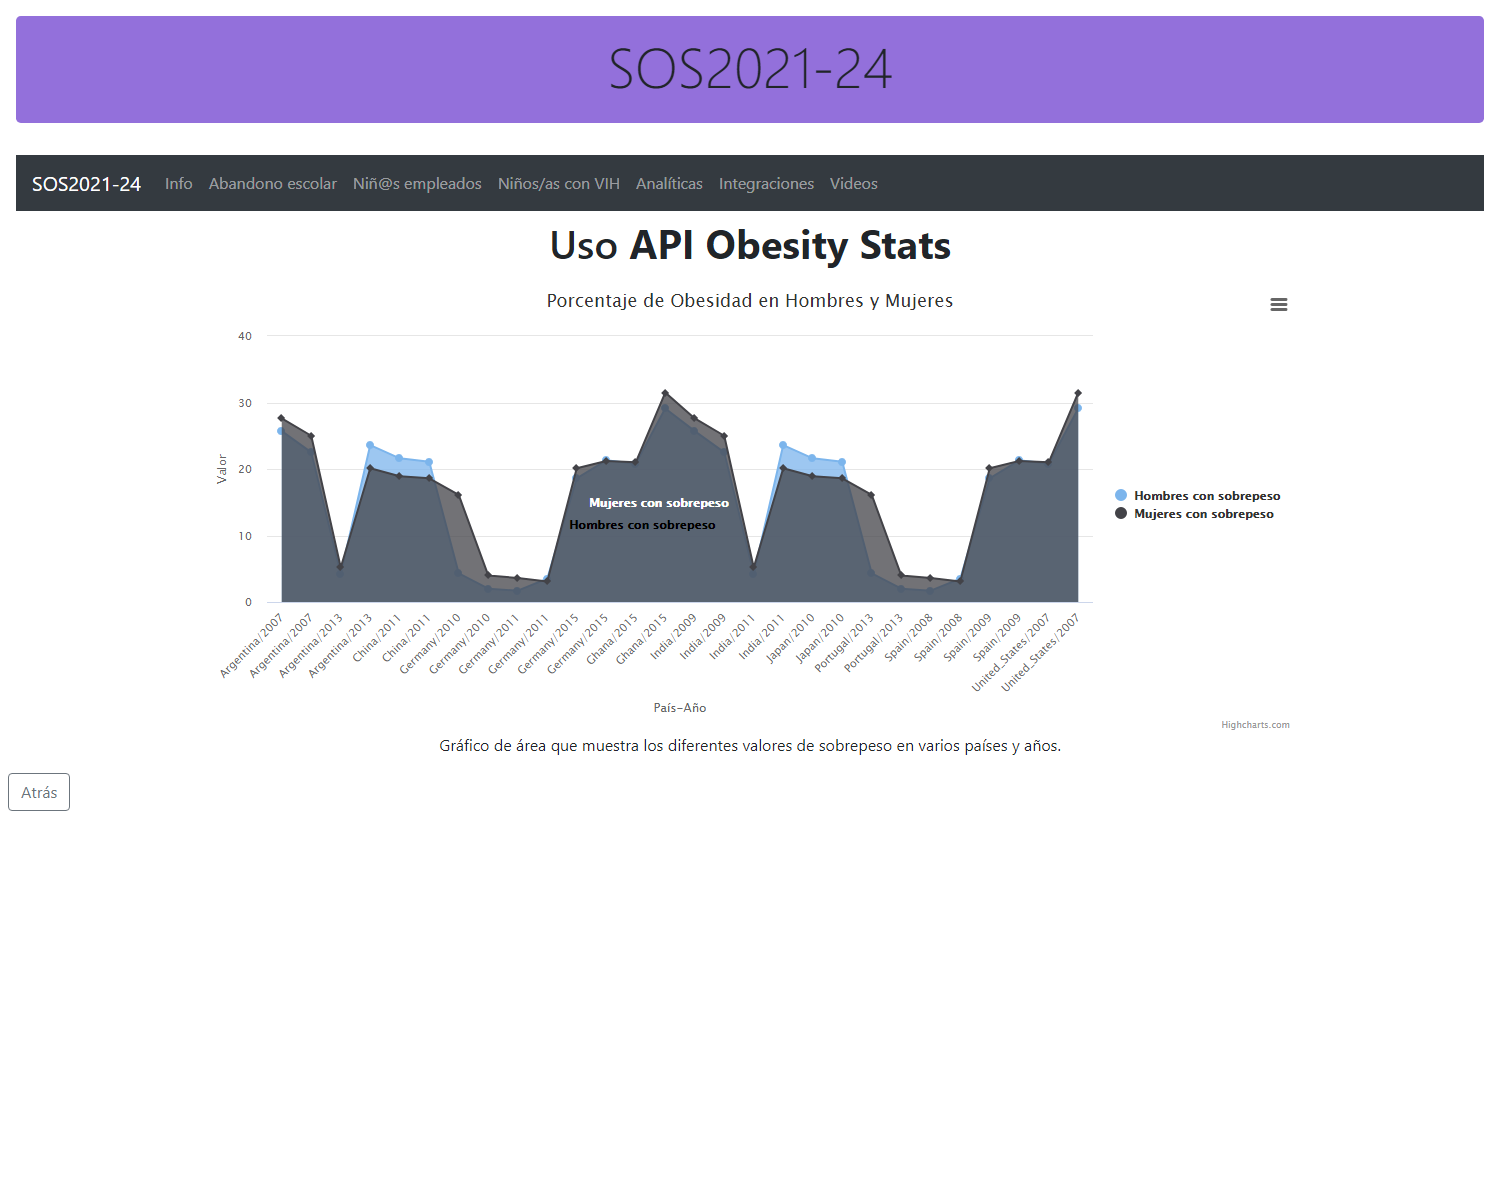 SOS2021-24
SOS2021-24 Info Abandono escolar Niñ@s empleados Niños/as con VIH Analíticas Integraciones Videos
Uso API Obesity Stats
Porcentaje de Obesidad en Hombres y Mujeres
40
30
20
10
0
Valor
Mujeres con sobrepeso
Hombres con sobrepeso
Hombres con sobrepeso
Mujeres con sobrepeso
Argentina/2007
Argentina/2007
Argentina/2013
Argentina/2013
China/2011
China/2011
Germany/2010
Germany/2010
Germany/2011
Germany/2011
Germany/2015
Germany/2015
Ghana/2015
Ghana/2015
India/2009
India/2009
India/2011
India/2011
Japan/2010
Japan/2010
Portugal/2013
Portugal/2013
Spain/2008
Spain/2008
Spain/2009
Spain/2009
United_States/2007
United_States/2007
País-Año
Highcharts.com
Gráfico de área que muestra los diferentes valores de sobrepeso en varios países y años.
Atrás